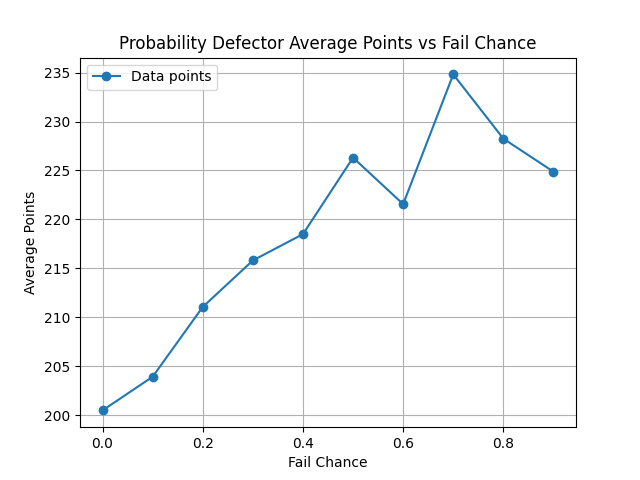 Probability Defector Average Points vs Fail Chance
Data points
235
230
225
220
215
210
205
200
Average Points
0.0 0.2 0.4 0.6 0.8
Fail Chance